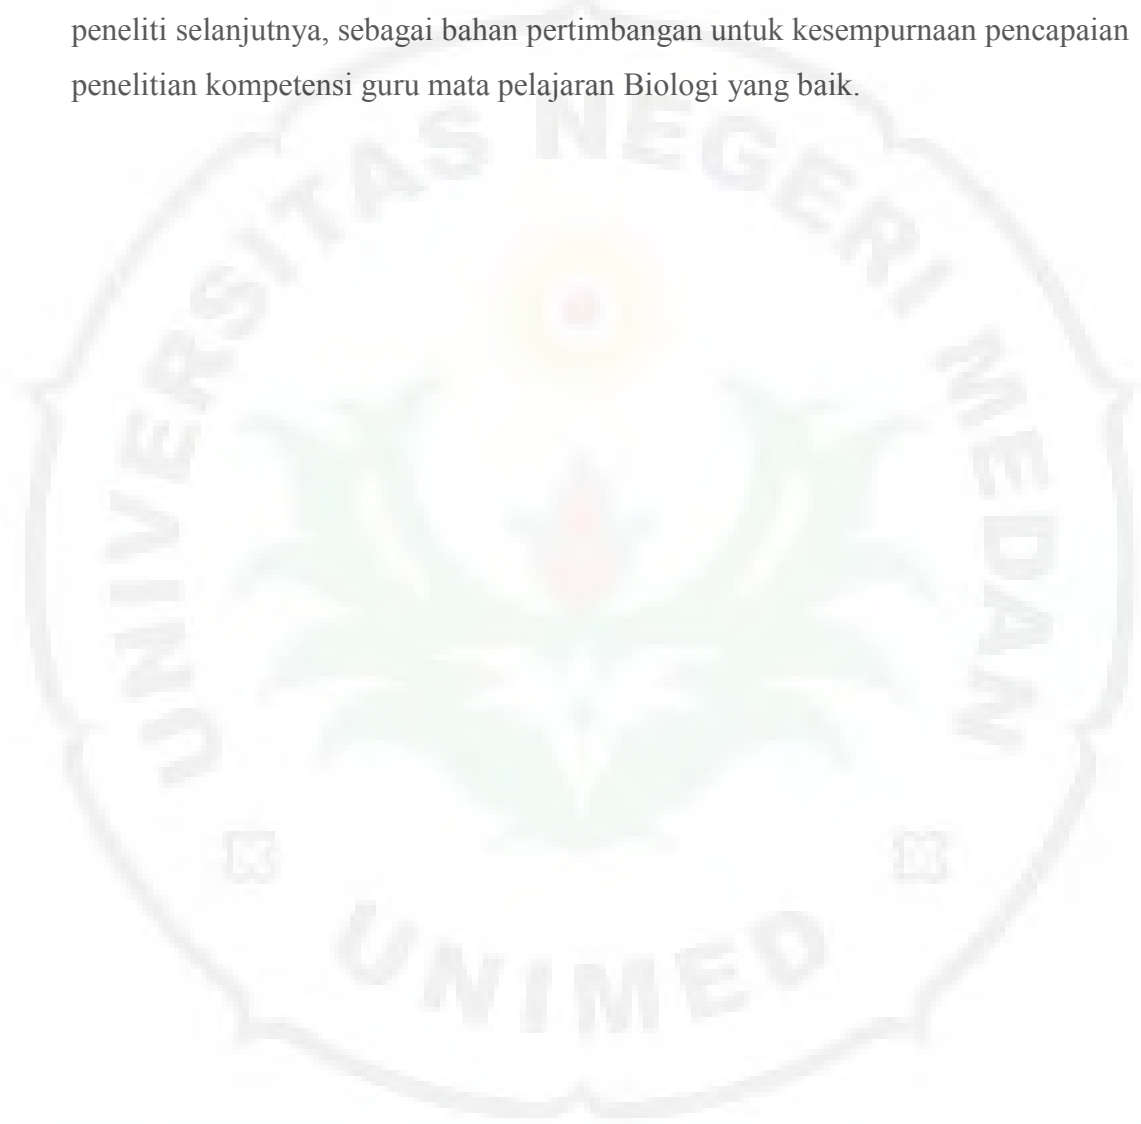 peneliti selanjutnya, sebagai bahan pertimbangan untuk kesempurnaan pencapaian
penelitian kompetensi guru mata pelajaran Biologi yang baik.
UNIVERSITAS NEGERI MEDAN
UNIMED